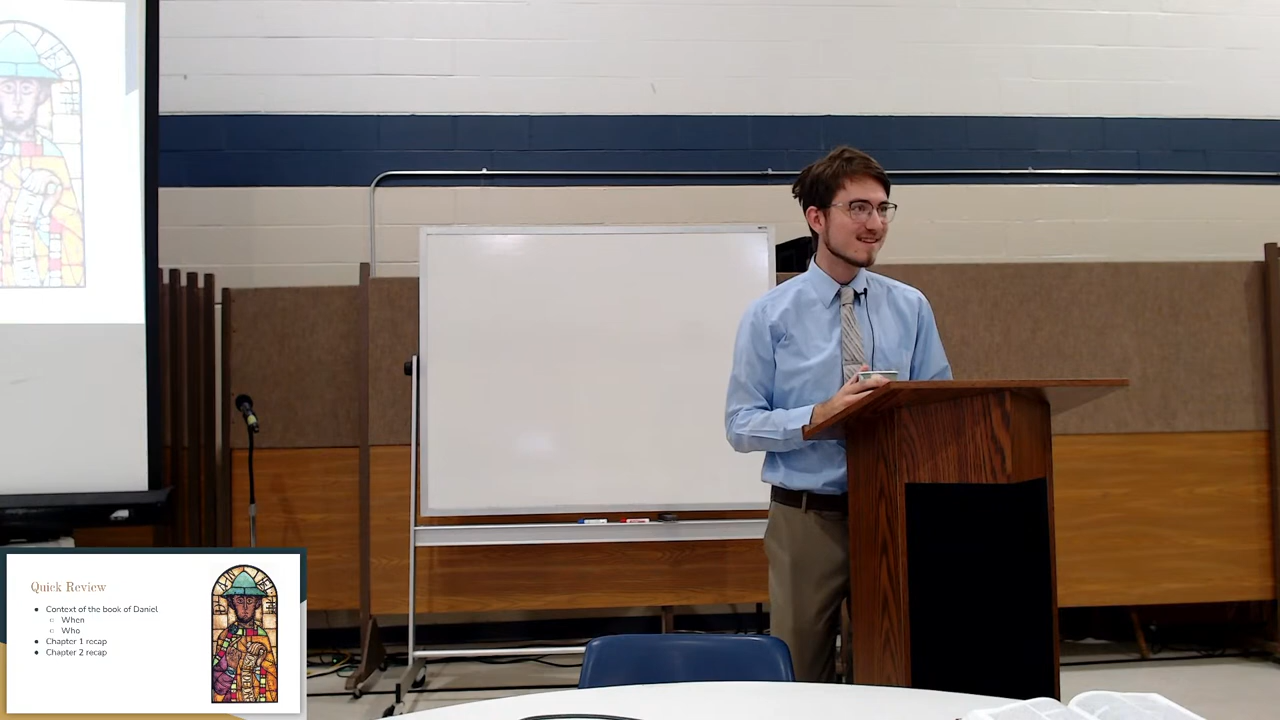 Quick Review
● Context of the book of Daniel
○ When
○ Who
● Chapter 1 recap
● Chapter 2 recap